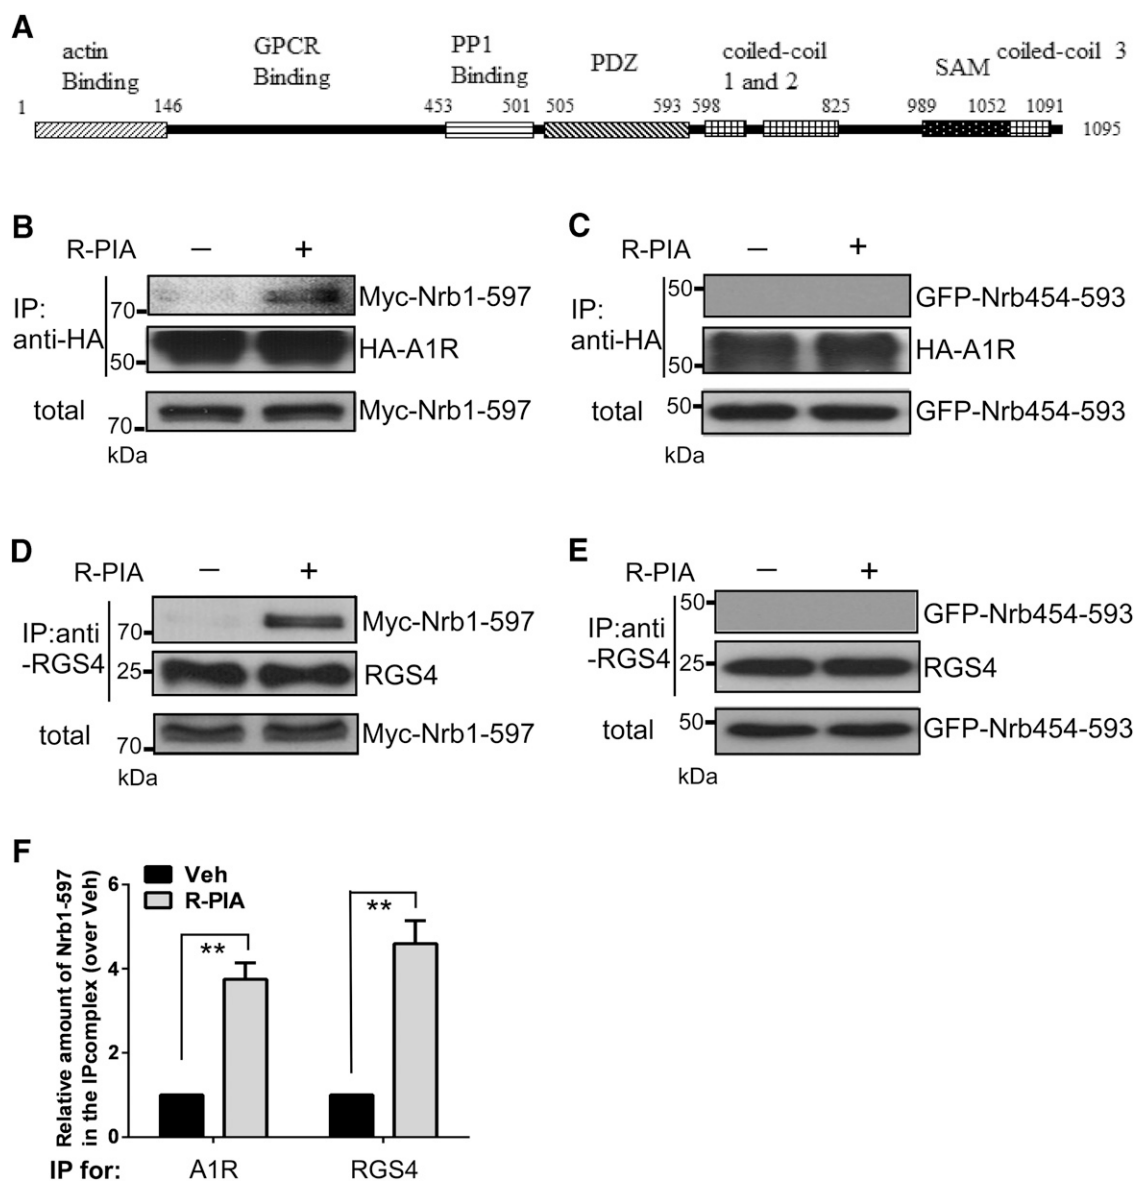 A
actin
Binding
GPCR
Binding
PP1
Binding
PDZ
coiled-coil
1 and 2
SAM
coiled-coil 3
1 146 453 501 505 593 598 825 989 1052 1091
1095
B
R-PIA − +
IP:
anti-HA
70
Myc-Nrb1-597
50
HA-A1R
total
70
Myc-Nrb1-597
kDa
C
R-PIA − +
IP:
anti-HA
50
GFP-Nrb454-593
50
HA-A1R
total
50
GFP-Nrb454-593
kDa
D
R-PIA − +
IP:anti
-RGS4
70
Myc-Nrb1-597
25
RGS4
total
70
Myc-Nrb1-597
kDa
E
R-PIA − +
IP:anti
-RGS4
50
GFP-Nrb454-593
25
RGS4
total
50
GFP-Nrb454-593
kDa
F
Relative amount of Nrb1-597
in the IPcomplex (over Veh)
Veh
R-PIA
6
4
2
0
**
**
IP for: A1R RGS4